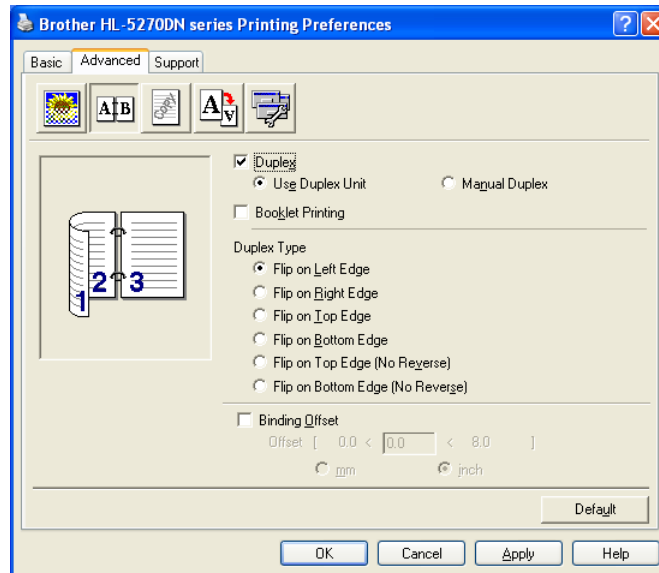 Brother HL-5270DN series Printing Preferences
Basic Advanced Support
A B
A A
Duplex
Use Duplex Unit Manual Duplex
Booklet Printing
1 2 3
Duplex Type
Flip on Left Edge
Flip on Right Edge
Flip on Top Edge
Flip on Bottom Edge
Flip on Top Edge (No Reverse)
Flip on Bottom Edge (No Reverse)
Binding Offset
Offset [ 0.0 < 0.0 < 8.0 ]
mm inch
Default
OK Cancel Apply Help